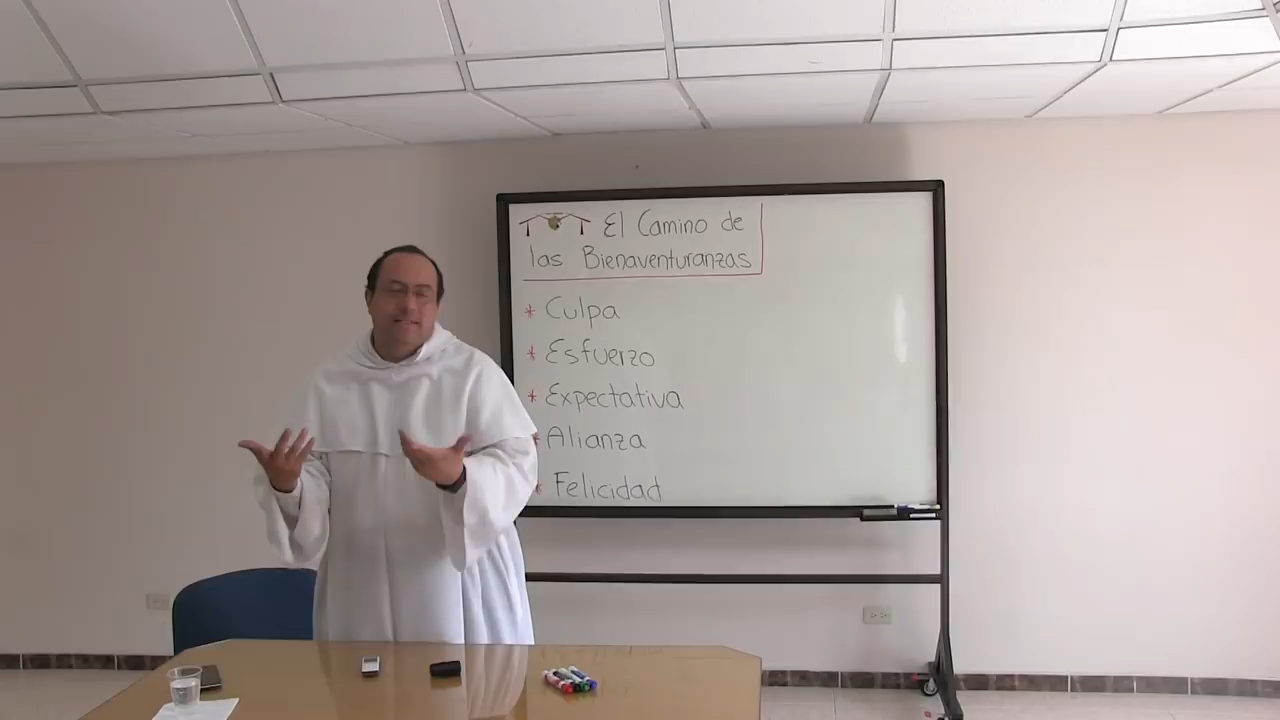 El Camino de
las Bienaventuranzas
* Culpa
* Esfuerzo
* Expectativa
* Alianza
* Felicidad